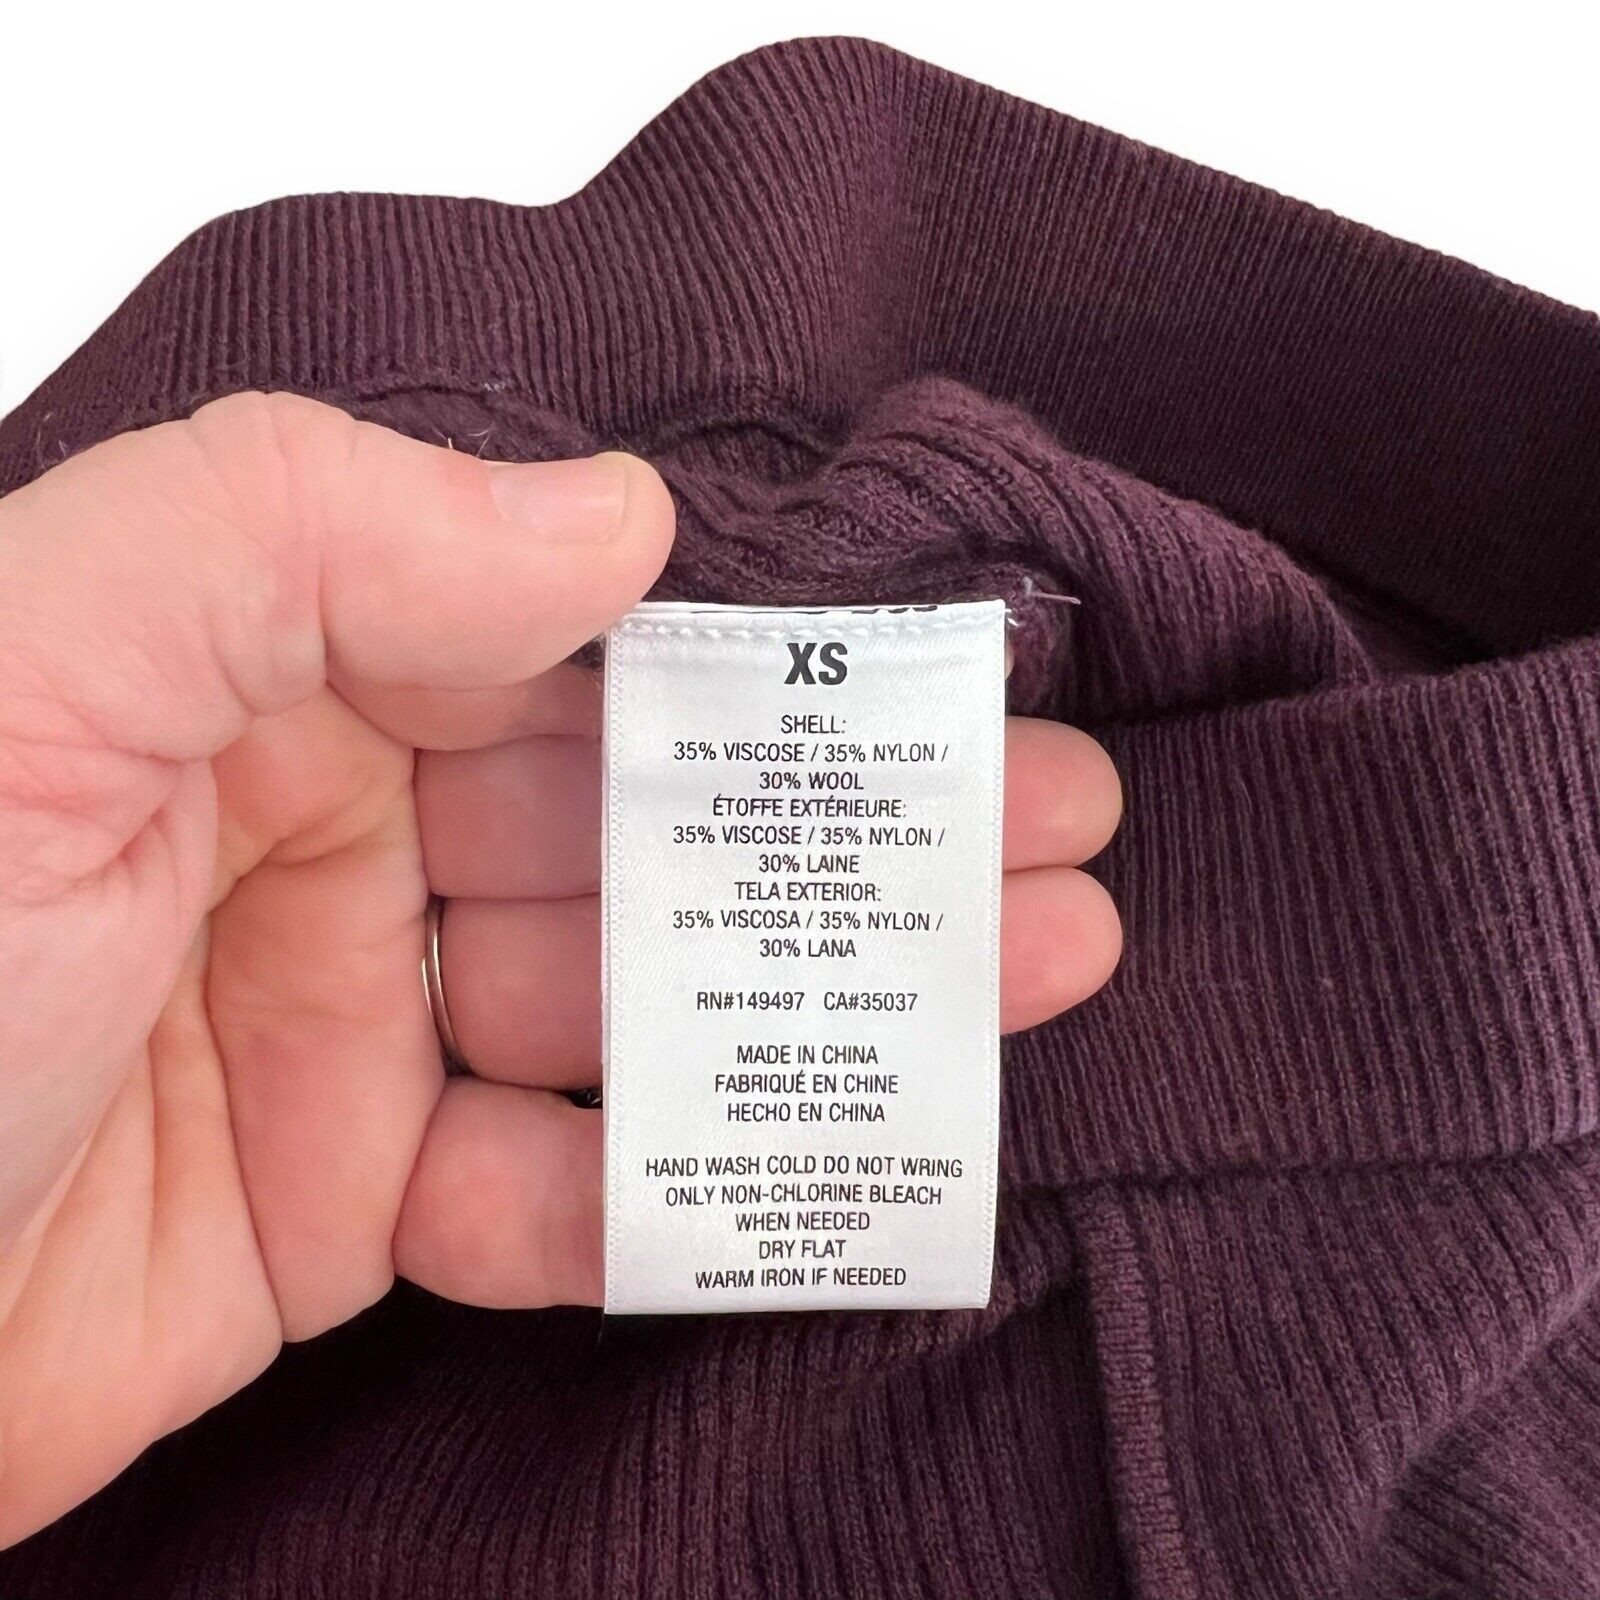 XS
SHELL:
35% VISCOSE / 35% NYLON /
30% WOOL
ÉTOFFE EXTÉRIEURE:
35% VISCOSE / 35% NYLON /
30% LAINE
TELA EXTERIOR:
35% VISCOSA / 35% NYLON /
30% LANA
RN#149497 CA#35037
MADE IN CHINA
FABRIQUÉ EN CHINE
HECHO EN CHINA
HAND WASH COLD DO NOT WRING
ONLY NON-CHLORINE BLEACH
WHEN NEEDED
DRY FLAT
WARM IRON IF NEEDED